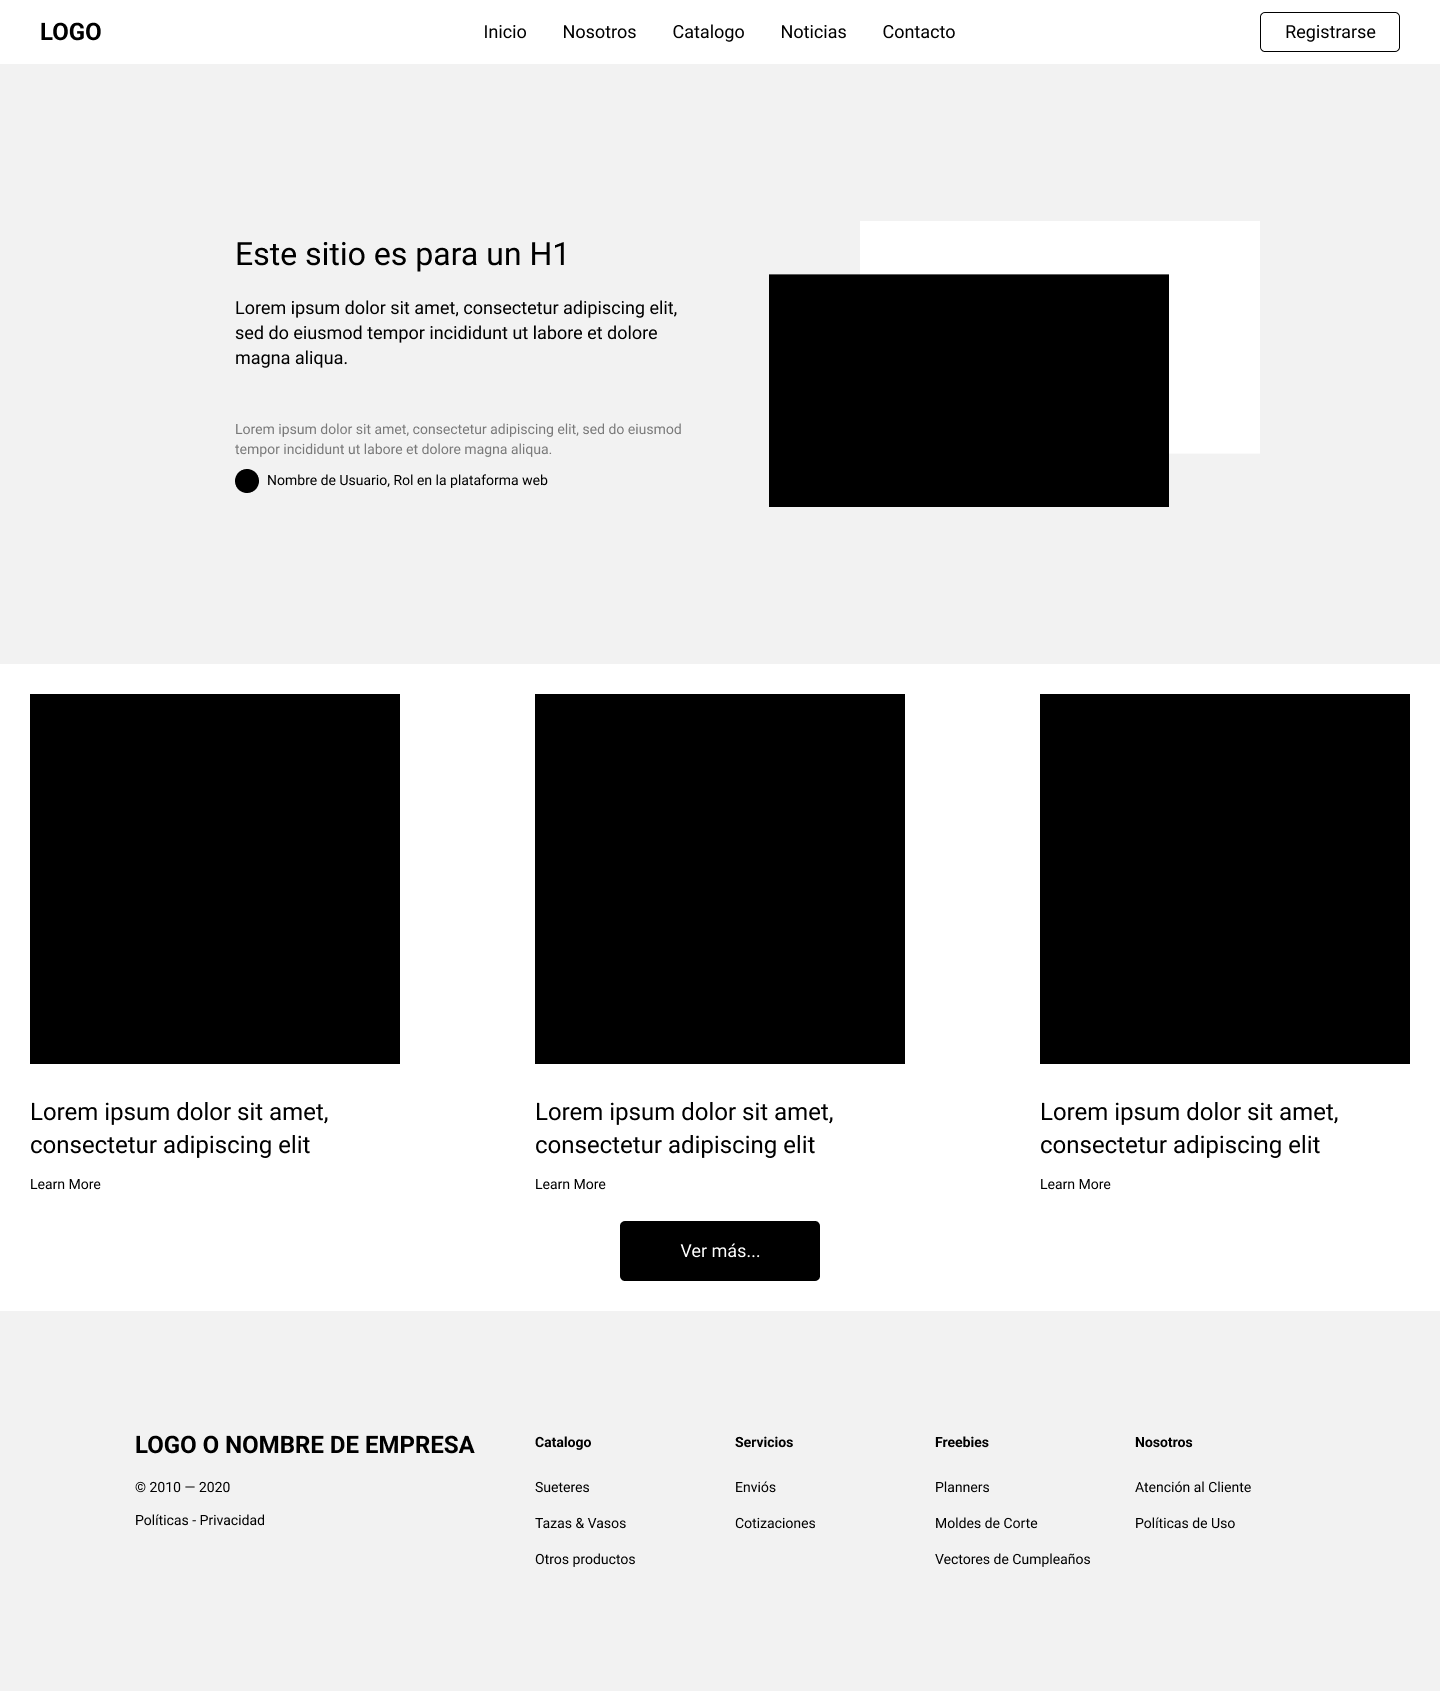 LOGO
Inicio
Nosotros
Catalogo
Noticias
Contacto
Registrarse
Este sitio es para un H1
Lorem ipsum dolor sit amet, consectetur adipiscing elit,
sed do eiusmod tempor incididunt ut labore et dolore
magna aliqua.
Lorem ipsum dolor sit amet, consectetur adipiscing elit, sed do eiusmod
tempor incididunt ut labore et dolore magna aliqua.
Nombre de Usuario, Rol en la plataforma web
Lorem ipsum dolor sit amet,
consectetur adipiscing elit
Learn More
Lorem ipsum dolor sit amet,
consectetur adipiscing elit
Learn More
Lorem ipsum dolor sit amet,
consectetur adipiscing elit
Learn More
Ver más...
LOGO O NOMBRE DE EMPRESA
© 2010 — 2020
Políticas - Privacidad
Catalogo
Sueteres
Tazas & Vasos
Otros productos
Servicios
Enviós
Cotizaciones
Freebies
Planners
Moldes de Corte
Vectores de Cumpleaños
Nosotros
Atención al Cliente
Políticas de Uso